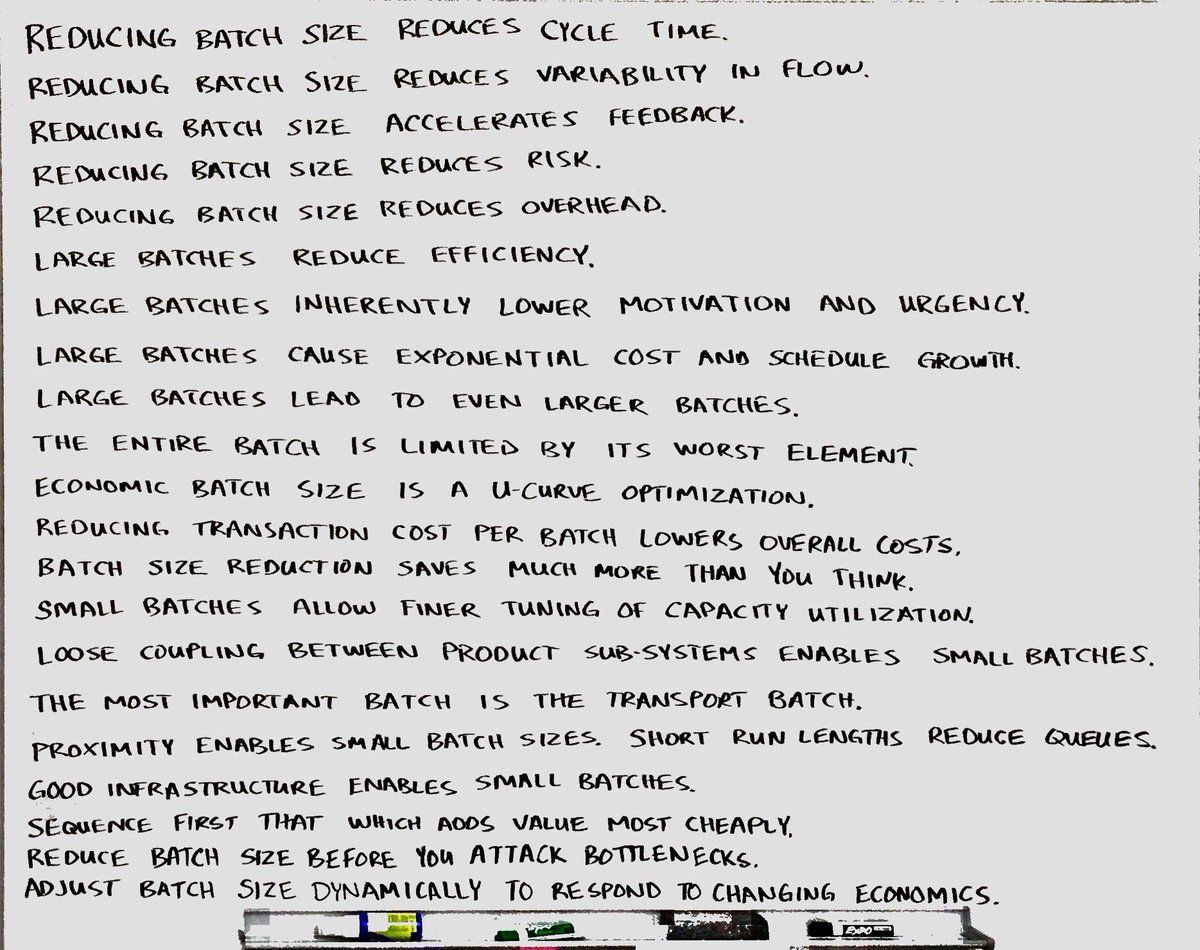 REDUCING BATCH SIZE REDUCES CYCLE TIME.
REDUCING BATCH SIZE REDUCES VARIABILITY IN FLOW.
REDUCING BATCH SIZE ACCELERATES FEEDBACK.
REDUCING BATCH SIZE REDUCES RISK.
REDUCING BATCH SIZE REDUCES OVERHEAD.
LARGE BATCHES REDUCE EFFICIENCY.
LARGE BATCHES INHERENTLY LOWER MOTIVATION AND URGENCY.
LARGE BATCHES CAUSE EXPONENTIAL COST AND SCHEDULE GROWTH.
LARGE BATCHES LEAD TO EVEN LARGER BATCHES.
THE ENTIRE BATCH IS LIMITED BY ITS WORST ELEMENT.
ECONOMIC BATCH SIZE IS A U-CURVE OPTIMIZATION.
REDUCING TRANSACTION COST PER BATCH LOWERS OVERALL COSTS.
BATCH SIZE REDUCTION SAVES MUCH MORE THAN YOU THINK.
SMALL BATCHES ALLOW FINER TUNING OF CAPACITY UTILIZATION.
LOOSE COUPLING BETWEEN PRODUCT SUB-SYSTEMS ENABLES SMALL BATCHES.
THE MOST IMPORTANT BATCH IS THE TRANSPORT BATCH.
PROXIMITY ENABLES SMALL BATCH SIZES. SHORT RUN LENGTHS REDUCE QUEUES.
GOOD INFRASTRUCTURE ENABLES SMALL BATCHES.
SEQUENCE FIRST THAT WHICH ADDS VALUE MOST CHEAPLY.
REDUCE BATCH SIZE BEFORE YOU ATTACK BOTTLENECKS.
ADJUST BATCH SIZE DYNAMICALLY TO RESPOND TO CHANGING ECONOMICS.
EXPO